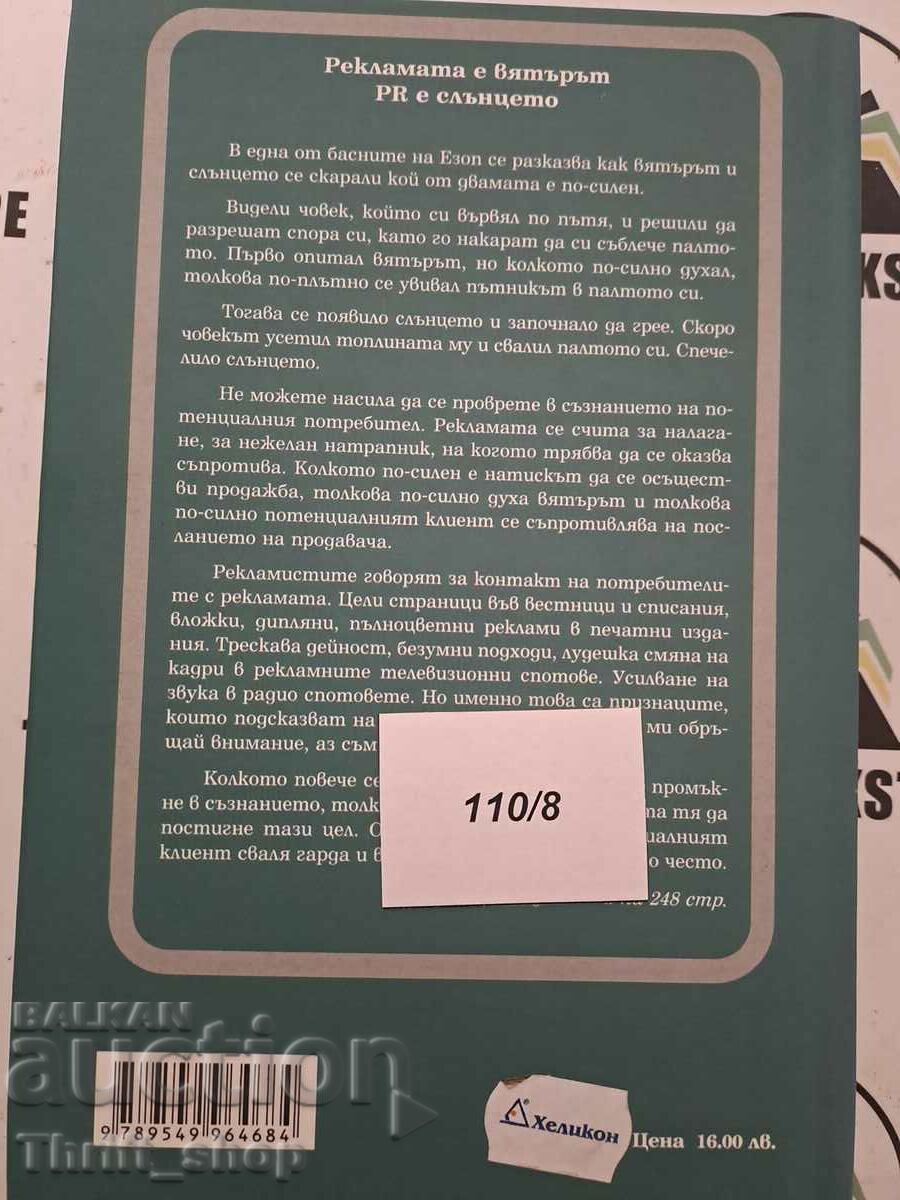 Рекламата е вятърът
PR е слънцето
В една от басните на Езоп се разказва как вятърът и
слънцето се скарали кой от двамата е по-силен.
Видели човек, който си вървял по пътя, и решили да
разрешат спора си, като го накарат да си съблече палто-
то. Първо опитал вятърът, но колкото по-силно духал,
толкова по-плътно се увивал пътникът в палтото си.
Тогава се появило слънцето и започнало да грее. Скоро
човекът усетил топлината му и свалил палтото си. Спече-
лило слънцето.
Не можете насила да се проврете в съзнанието на по-
тенциалния потребител. Рекламата се счита за налага-
не, за нежелан натрапник, на когото трябва да се оказва
съпротива. Колкото по-силен е натискът да се осъщест-
ви продажба, толкова по-силно духа вятърът и толкова
по-силно потенциалният клиент се съпротивлява на пос-
ланието на продавача.
Рекламистите говорят за контакт на потребители-
те с рекламата. Цели страници във вестници и списания,
вложки, дипляни, пълноцветни реклами в печатни изда-
ния. Трескава дейност, безумни подходи, лудешка смяна на
кадри в рекламните телевизионни спотове. Усилване на
звука в радио спотовете. Но именно това са признаците,
които подсказват на ми обръ-
щай внимание, аз съм
Колкото повече се промък-
не в съзнанието, толк та тя да
постигне тази цел. О иалният
клиент сваля гарда и в о често.
на 248 стр.
110/8
BALKAN
auction
Thrift_shop
9 789549 964684
Хеликон
Цена 16.00 лв.